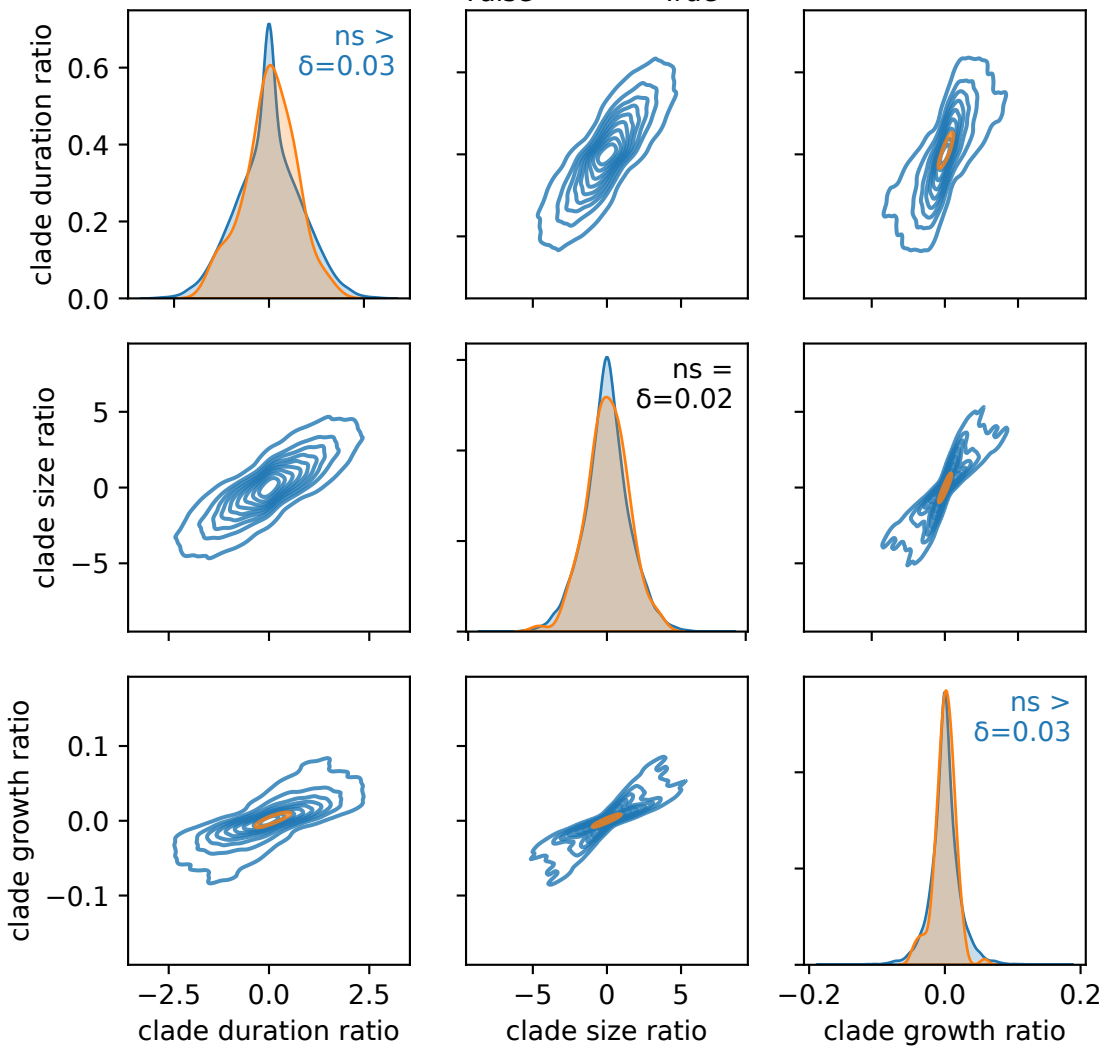 clade duration ratio
0.6
0.4
0.2
0.0
ns >
δ=0.03
clade size ratio
5
0
−5
ns =
δ=0.02
clade growth ratio
0.1
0.0
−0.1
ns >
δ=0.03
−2.5
0.0
2.5
−5
0
5
−0.2
0.0
0.2
clade duration ratio
clade size ratio
clade growth ratio